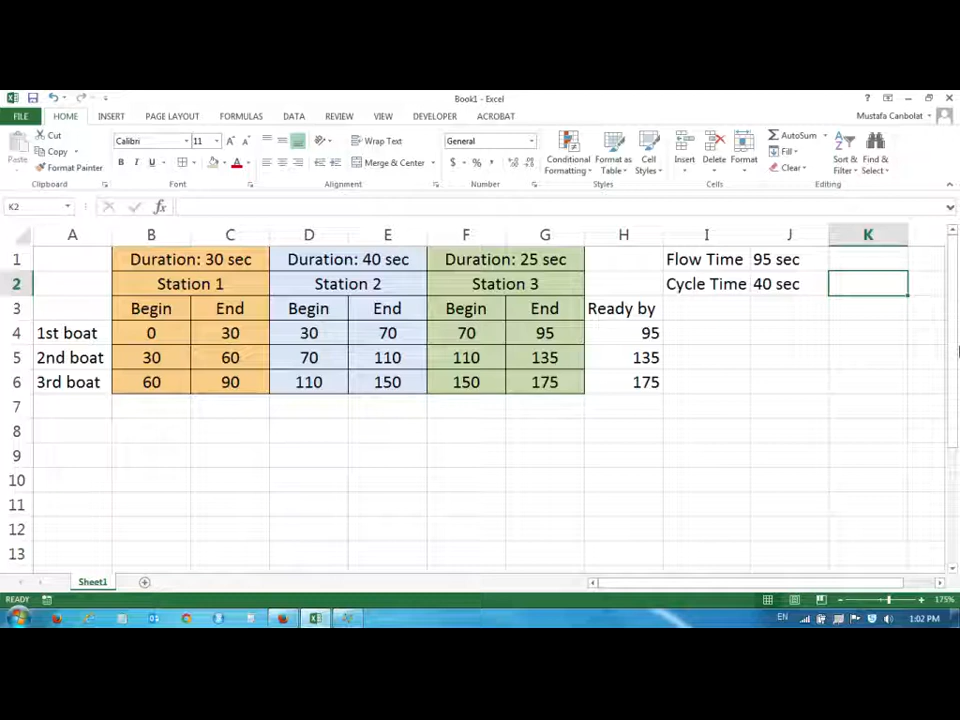 Book1 - Excel
FILE HOME INSERT PAGE LAYOUT FORMULAS DATA REVIEW VIEW DEVELOPER ACROBAT Mustafa Canbolat
Cut
Copy
Format Painter
Paste
Clipboard
Calibri 11
B I U
Font
Wrap Text
Merge & Center
Alignment
General
$ % ,
Number
Conditional Formatting
Format as Table
Cell Styles
Styles
Insert Delete Format
Cells
AutoSum
Fill
Clear
Sort & Filter
Find & Select
Editing
K2 fx
A B C D E F G H I J K
1 Duration: 30 sec Duration: 40 sec Duration: 25 sec Flow Time 95 sec
2 Station 1 Station 2 Station 3 Cycle Time 40 sec
3 Begin End Begin End Begin End Ready by
4 1st boat 0 30 30 70 70 95 95
5 2nd boat 30 60 70 110 110 135 135
6 3rd boat 60 90 110 150 150 175 175
7
8
9
10
11
12
13
Sheet1
READY 175%
EN 1:02 PM